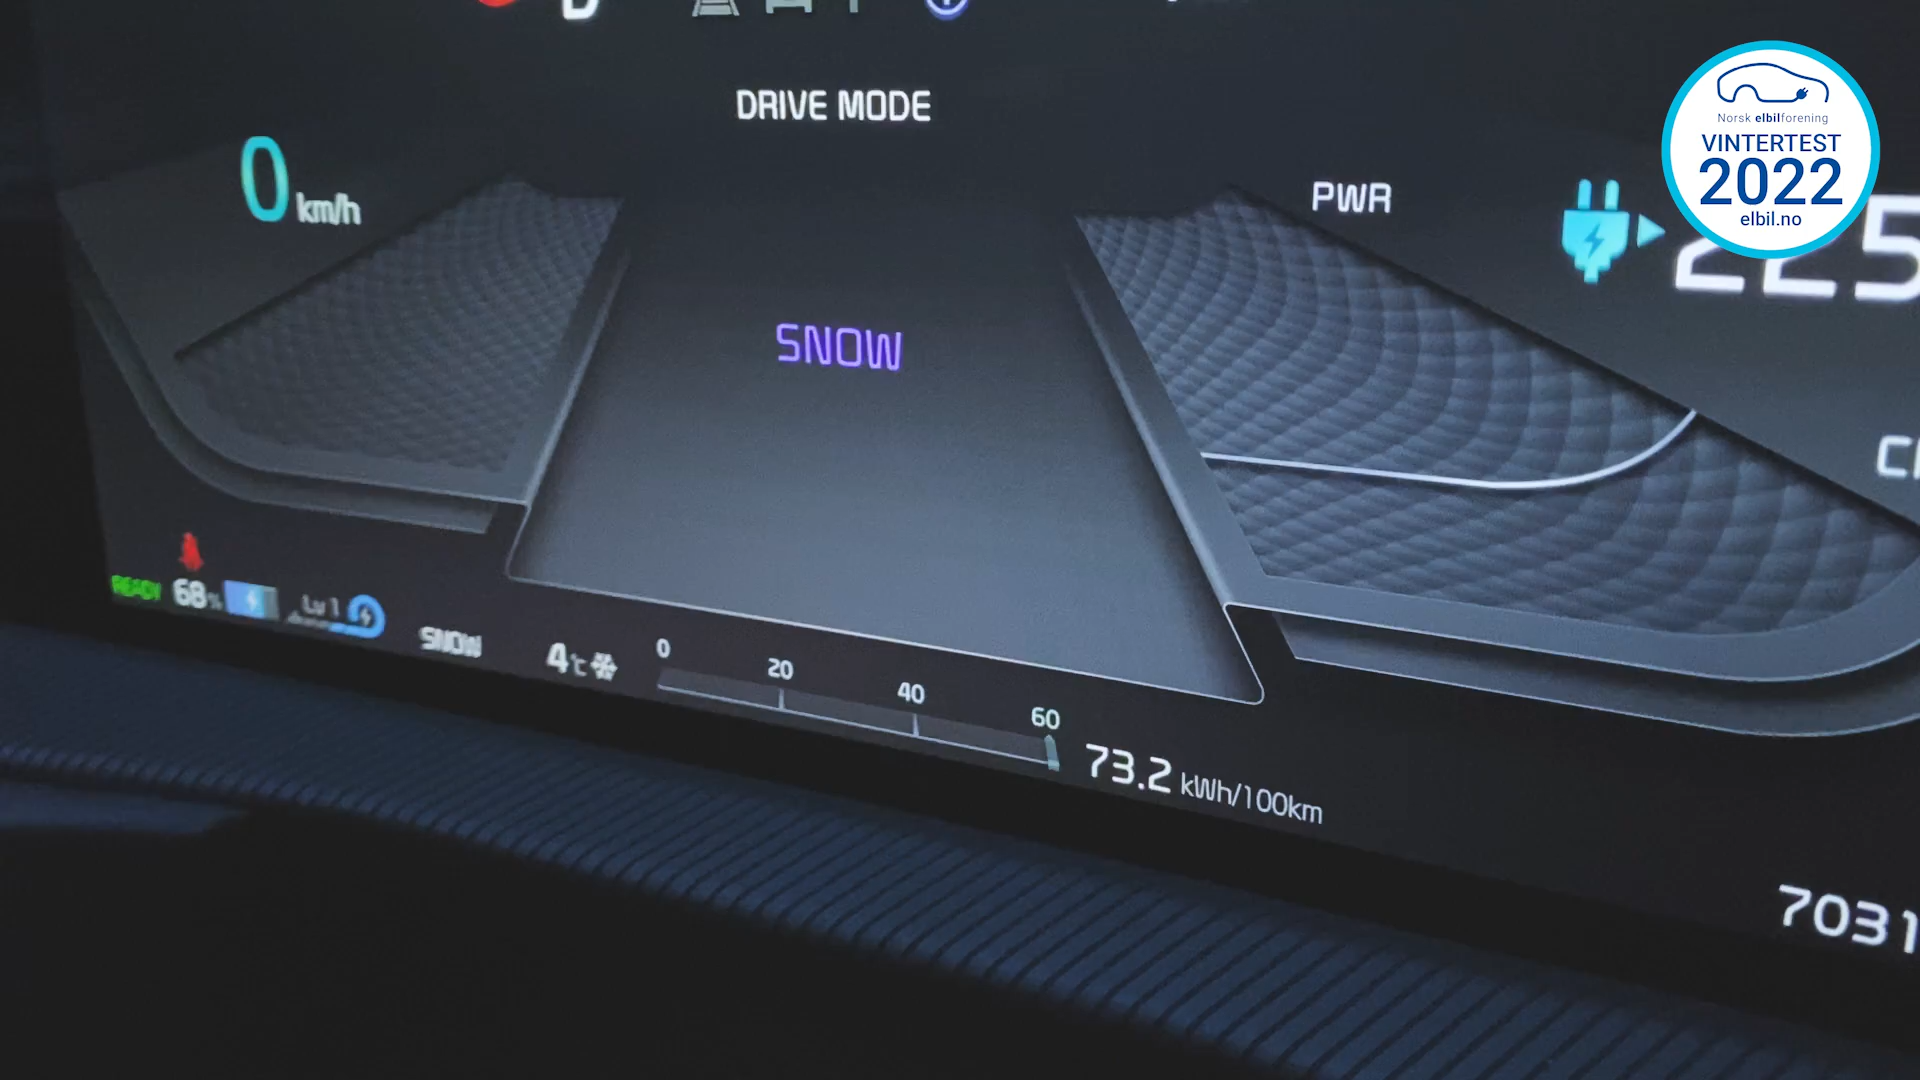 DRIVE MODE
0 km/h
PWR
Norsk elbilforening
VINTERTEST
2022
elbil.no
225
SNOW
READY 68% Lv 1
SNOW
4°C
0 20 40 60
73.2 kWh/100km
7031